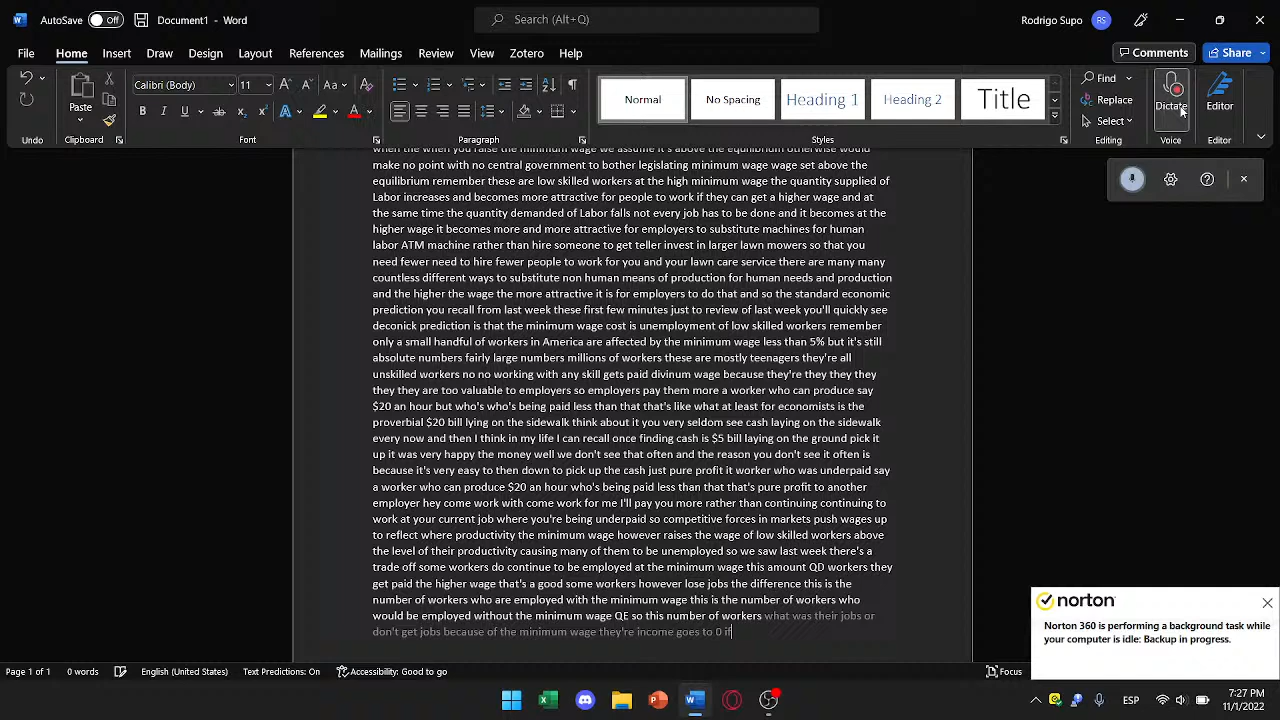 AutoSave Off Document1 - Word Search (Alt+Q) Rodrigo Supo RS
File Home Insert Draw Design Layout References Mailings Review View Zotero Help Comments Share
Paste Calibri (Body) 11 Normal No Spacing Heading 1 Heading 2 Title Find Replace Select Dictate Editor
Undo Clipboard Font Paragraph Styles Editing Voice Editor
when the when you raise the minimum wage we assume it's above the equilibrium otherwise would
make no point with no central government to bother legislating minimum wage wage set above the
equilibrium remember these are low skilled workers at the high minimum wage the quantity supplied of
Labor increases and becomes more attractive for people to work if they can get a higher wage and at
the same time the quantity demanded of Labor falls not every job has to be done and it becomes at the
higher wage it becomes more and more attractive for employers to substitute machines for human
labor ATM machine rather than hire someone to get teller invest in larger lawn mowers so that you
need fewer need to hire fewer people to work for you and your lawn care service there are many many
countless different ways to substitute non human means of production for human needs and production
and the higher the wage the more attractive it is for employers to do that and so the standard economic
prediction you recall from last week these first few minutes just to review of last week you'll quickly see
deconick prediction is that the minimum wage cost is unemployment of low skilled workers remember
only a small handful of workers in America are affected by the minimum wage less than 5% but it's still
absolute numbers fairly large numbers millions of workers these are mostly teenagers they're all
unskilled workers no no working with any skill gets paid divinum wage because they're they they they
they they are too valuable to employers so employers pay them more a worker who can produce say
$20 an hour but who's who's being paid less than that that's like what at least for economists is the
proverbial $20 bill lying on the sidewalk think about it you very seldom see cash laying on the sidewalk
every now and then I think in my life I can recall once finding cash is $5 bill laying on the ground pick it
up it was very happy the money well we don't see that often and the reason you don't see it often is
because it's very easy to then down to pick up the cash just pure profit it worker who was underpaid say
a worker who can produce $20 an hour who's being paid less than that that's pure profit to another
employer hey come work with come work for me I'll pay you more rather than continuing continuing to
work at your current job where you're being underpaid so competitive forces in markets push wages up
to reflect where productivity the minimum wage however raises the wage of low skilled workers above
the level of their productivity causing many of them to be unemployed so we saw last week there's a
trade off some workers do continue to be employed at the minimum wage this amount QD workers they
get paid the higher wage that's a good some workers however lose jobs the difference this is the
number of workers who are employed with the minimum wage this is the number of workers who
would be employed without the minimum wage QE so this number of workers what was their jobs or
don't get jobs because of the minimum wage they're income goes to 0 if
norton
Norton 360 is performing a background task while
your computer is idle: Backup in progress.
Page 1 of 1 0 words English (United States) Text Predictions: On Accessibility: Good to go Focus
ESP 7:27 PM
11/1/2022